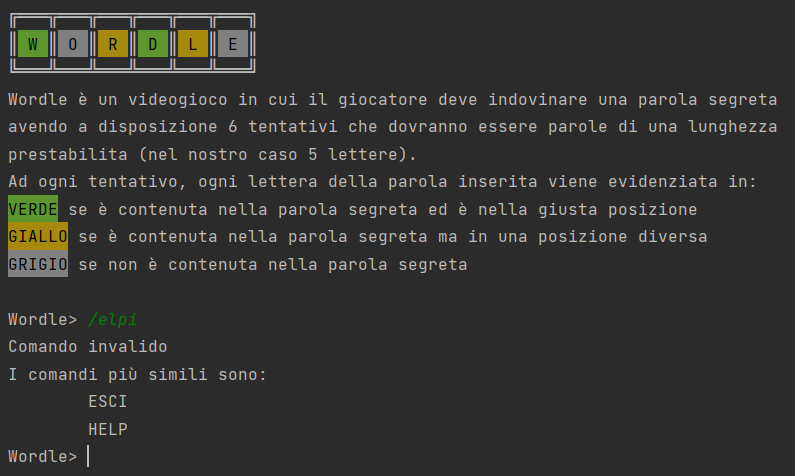 W O R D L E
Wordle è un videogioco in cui il giocatore deve indovinare una parola segreta
avendo a disposizione 6 tentativi che dovranno essere parole di una lunghezza
prestabilita (nel nostro caso 5 lettere).
Ad ogni tentativo, ogni lettera della parola inserita viene evidenziata in:
VERDE se è contenuta nella parola segreta ed è nella giusta posizione
GIALLO se è contenuta nella parola segreta ma in una posizione diversa
GRIGIO se non è contenuta nella parola segreta
Wordle> /elpi
Comando invalido
I comandi più simili sono:
ESCI
HELP
Wordle>